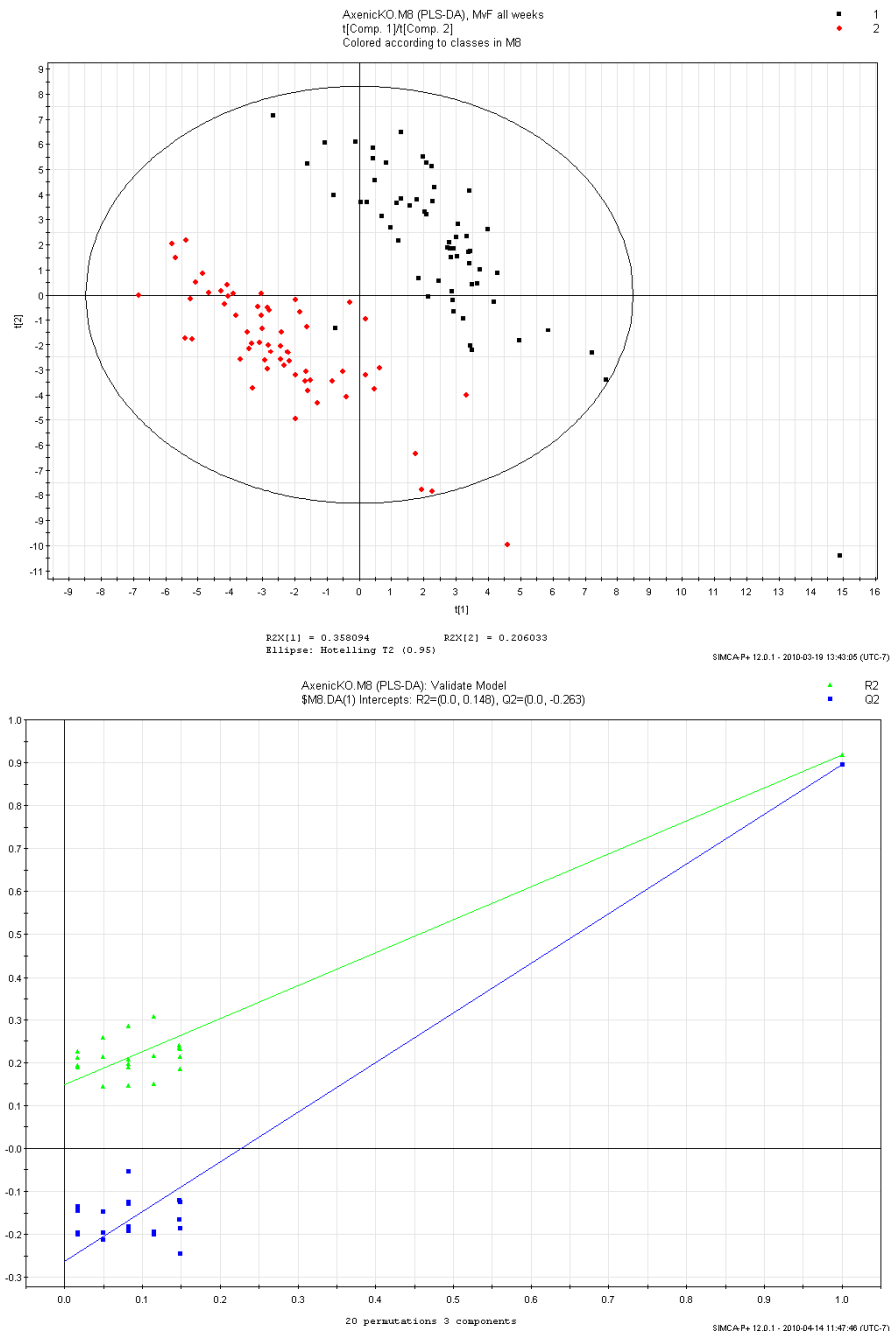 AxenicKO.M8 (PLS-DA), MvF all weeks
t[Comp. 1]/t[Comp. 2]
Colored according to classes in M8
1
2
9
8
7
6
5
4
3
2
1
0
-1
-2
-3
-4
-5
-6
-7
-8
-9
-10
-11
t[2]
-9 -8 -7 -6 -5 -4 -3 -2 -1 0 1 2 3 4 5 6 7 8 9 10 11 12 13 14 15 16
t[1]
R2X[1] = 0.358094 R2X[2] = 0.206033
Ellipse: Hotelling T2 (0.95)
SIMCA-P+ 12.0.1 - 2010-03-19 13:43:05 (UTC-7)
AxenicKO.M8 (PLS-DA): Validate Model
$M8.DA(1) Intercepts: R2=(0.0, 0.148), Q2=(0.0, -0.263)
R2
Q2
1.0
0.9
0.8
0.7
0.6
0.5
0.4
0.3
0.2
0.1
-0.0
-0.1
-0.2
-0.3
0.0 0.1 0.2 0.3 0.4 0.5 0.6 0.7 0.8 0.9 1.0
20 permutations 3 components
SIMCA-P+ 12.0.1 - 2010-04-14 11:47:46 (UTC-7)